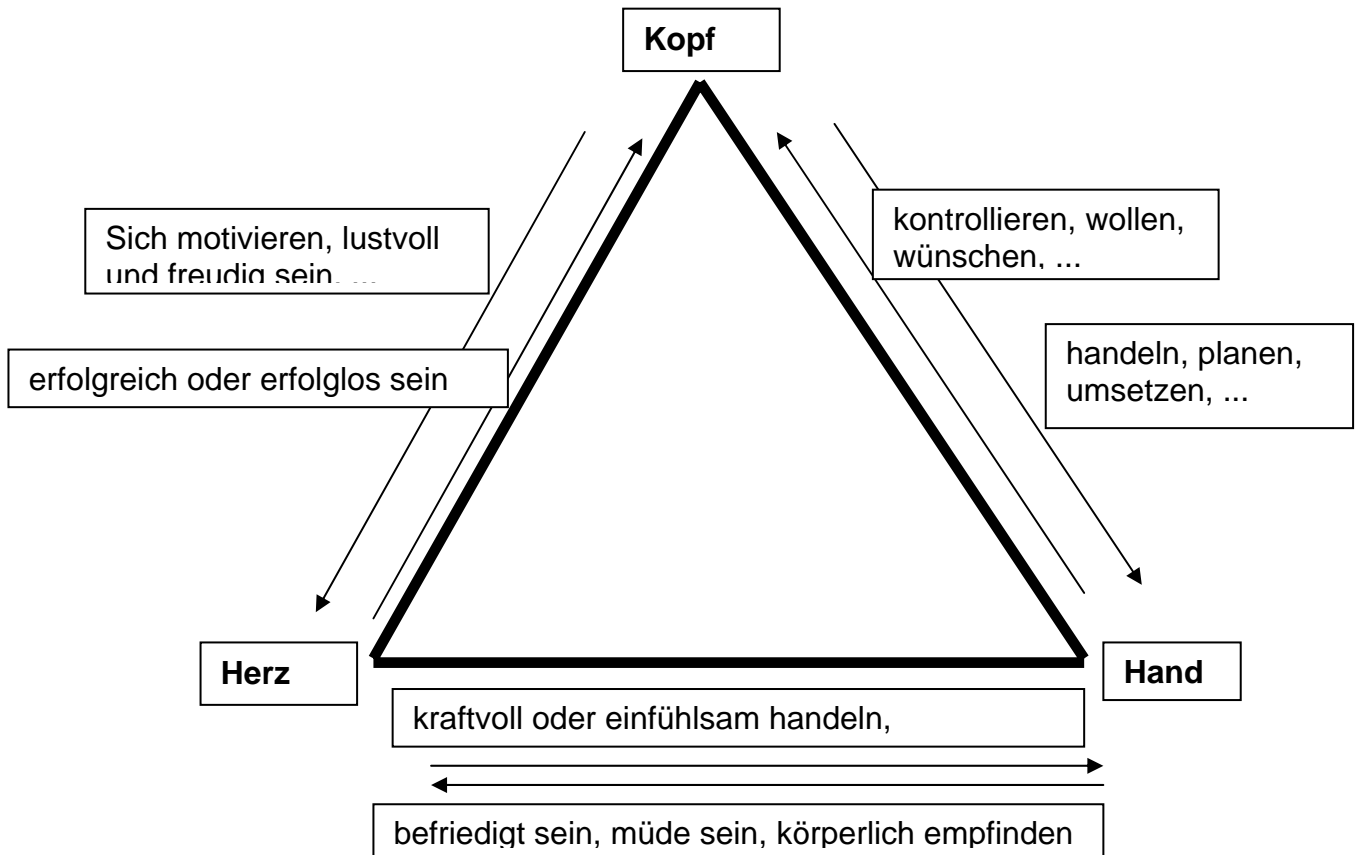 Kopf
Sich motivieren, lustvoll
und freudig sein, ...
kontrollieren, wollen,
wünschen, ...
erfolgreich oder erfolglos sein
handeln, planen,
umsetzen, ...
Herz
Hand
kraftvoll oder einfühlsam handeln,
befriedigt sein, müde sein, körperlich empfinden